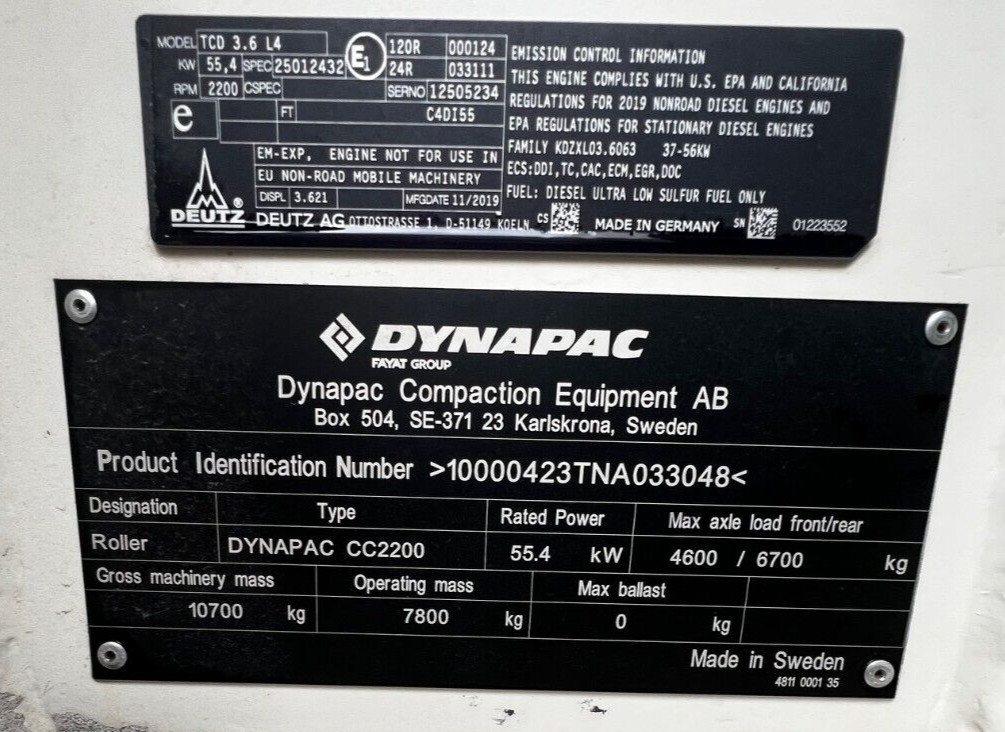 MODEL TCD 3.6 L4
KW 55,4 SPEC 25012432
RPM 2200 CSPEC
E1 120R 000124
24R 033111
SERNO 12505234
e
FT C4DI55
EM-EXP, ENGINE NOT FOR USE IN
EU NON-ROAD MOBILE MACHINERY
DISPL 3.621 MFGDATE 11/2019
DEUTZ ®
DEUTZ AG OTTOSTRASSE 1, D-51149 KOELN
EMISSION CONTROL INFORMATION
THIS ENGINE COMPLIES WITH U.S. EPA AND CALIFORNIA
REGULATIONS FOR 2019 NONROAD DIESEL ENGINES AND
EPA REGULATIONS FOR STATIONARY DIESEL ENGINES
FAMILY KDZXL03.6063 37-56KW
ECS:DDI,TC,CAC,ECM,EGR,DOC
FUEL: DIESEL ULTRA LOW SULFUR FUEL ONLY
CS MADE IN GERMANY SN 01223552
DYNAPAC
FAYAT GROUP
Dynapac Compaction Equipment AB
Box 504, SE-371 23 Karlskrona, Sweden
Product Identification Number >10000423TNA033048<
Designation Type Rated Power Max axle load front/rear
Roller DYNAPAC CC2200 55.4 kW 4600 / 6700 kg
Gross machinery mass Operating mass Max ballast
10700 kg 7800 kg 0 kg
Made in Sweden
4811 0001 35